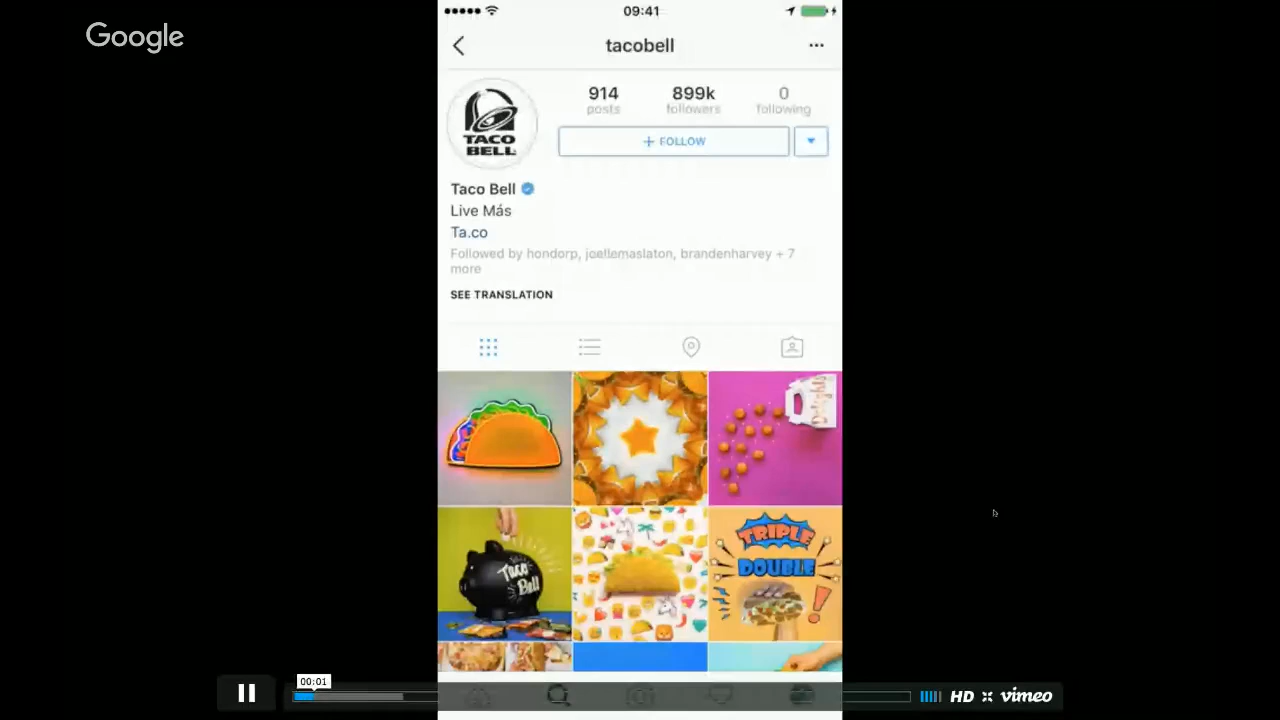 Google
09:41
tacobell
914 899k 0
posts followers following
+ FOLLOW
TACO
BELL
Taco Bell
Live Más
Ta.co
Followed by hondorp, joellemaslaton, brandenharvey + 7
more
SEE TRANSLATION
Delights
Taco
Bell
TRIPLE
DOUBLE
!
00:01
HD vimeo